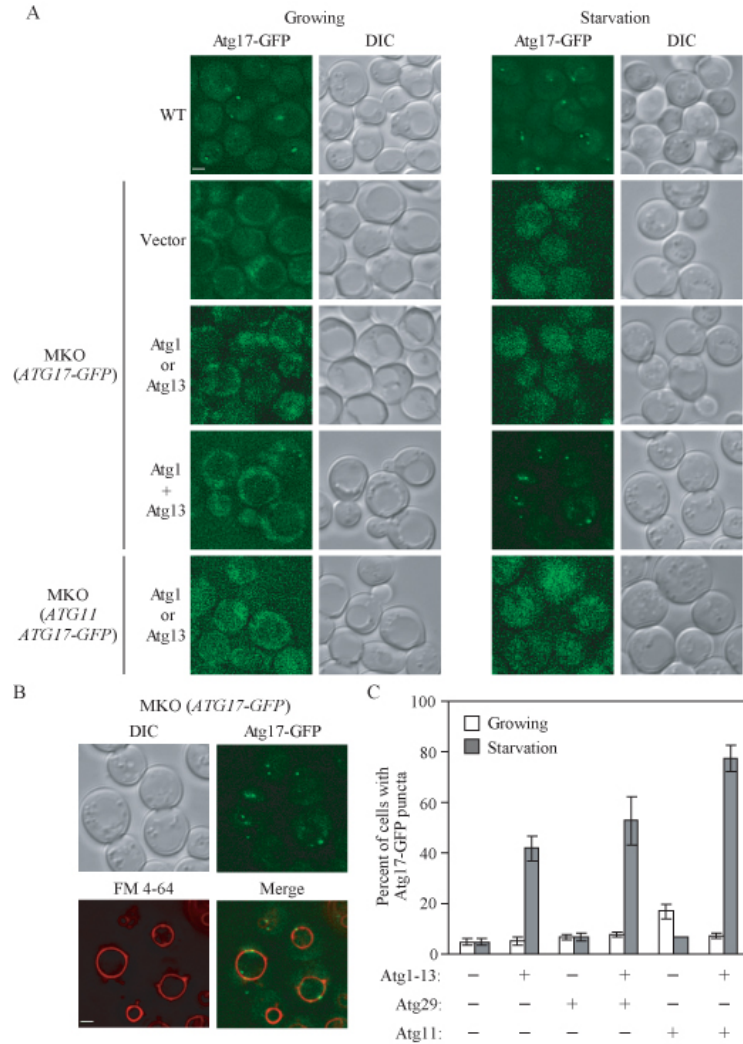 A
Growing
Starvation
Atg17-GFP
DIC
Atg17-GFP
DIC
WT
Vector
Atg1
or
Atg13
MKO
(ATG17-GFP)
Atg1
+
Atg13
MKO
(ATG11
ATG17-GFP)
Atg1
or
Atg13
B
MKO (ATG17-GFP)
DIC
Atg17-GFP
FM 4-64
Merge
C
Percent of cells with
Atg17-GFP puncta
100
80
60
40
20
0
Growing
Starvation
Atg1-13: − + − + − +
Atg29: − − + + − −
Atg11: − − − − + +